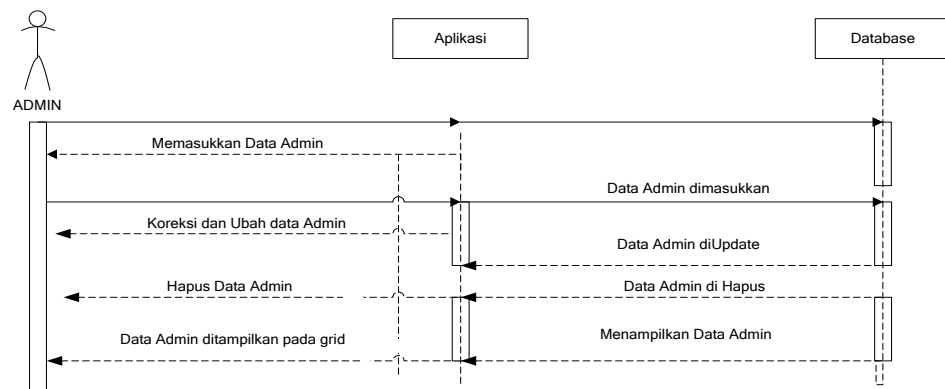 Aplikasi
Database
ADMIN
Memasukkan Data Admin
Data Admin dimasukkan
Koreksi dan Ubah data Admin
Data Admin diUpdate
Hapus Data Admin
Data Admin di Hapus
Data Admin ditampilkan pada grid
Menampilkan Data Admin